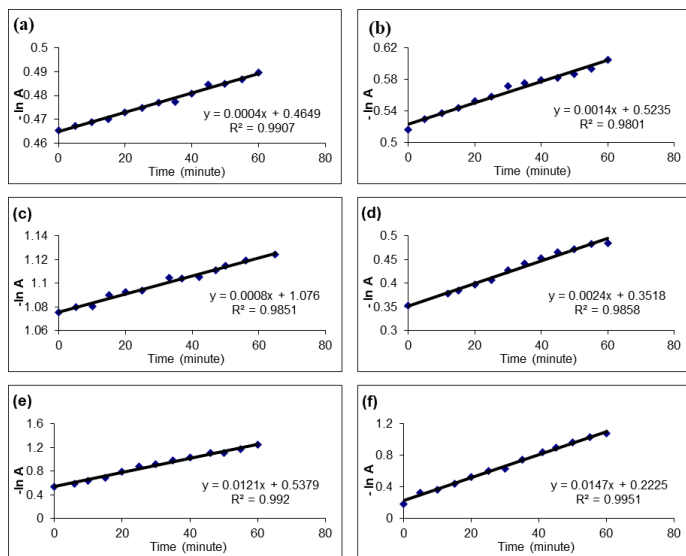 (a)
- ln A
0.5
0.49
0.48
0.47
0.46
y = 0.0004x + 0.4649
R² = 0.9907
0 20 40 60 80
Time (minute)
(b)
- ln A
0.62
0.58
0.54
0.5
y = 0.0014x + 0.5235
R² = 0.9801
0 20 40 60 80
Time (minute)
(c)
-ln A
1.14
1.12
1.10
1.08
1.06
y = 0.0008x + 1.076
R² = 0.9851
0 20 40 60 80
Time (minute)
(d)
- ln A
0.5
0.45
0.4
0.35
0.3
y = 0.0024x + 0.3518
R² = 0.9858
0 20 40 60 80
Time (minute)
(e)
-ln A
1.6
1.2
0.8
0.4
0
y = 0.0121x + 0.5379
R² = 0.992
0 20 40 60 80
Time (minute)
(f)
- ln A
1.2
0.8
0.4
0
y = 0.0147x + 0.2225
R² = 0.9951
0 20 40 60 80
Time (minute)